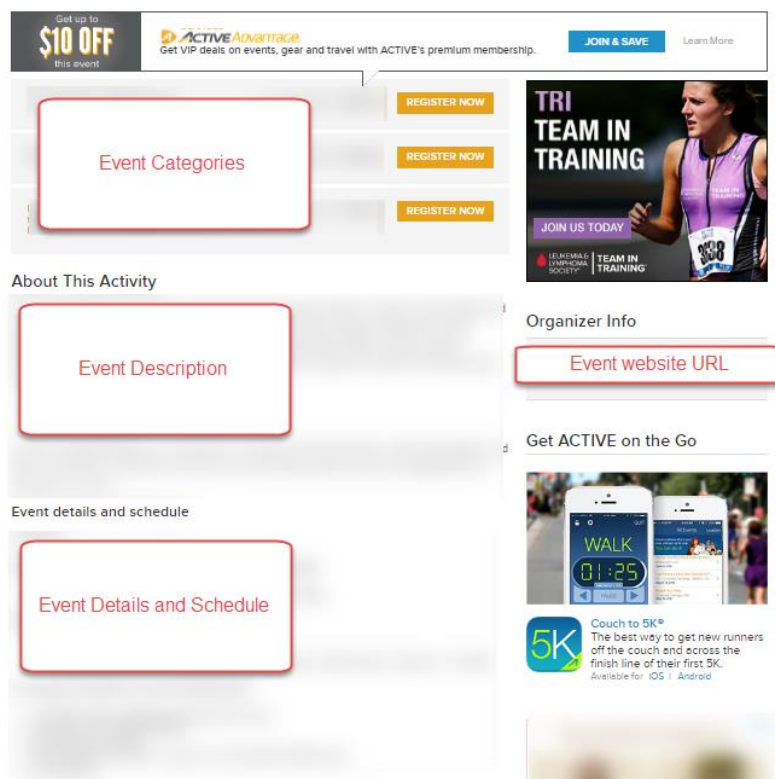 Get up to
$10 OFF
this event
ACTIVE Advantage.
Get VIP deals on events, gear and travel with ACTIVE's premium membership.
JOIN & SAVE
Learn More
REGISTER NOW
REGISTER NOW
REGISTER NOW
Event Categories
TRI
TEAM IN
TRAINING
JOIN US TODAY
LEUKEMIA &
LYMPHOMA
SOCIETY
TEAM IN
TRAINING
About This Activity
Event Description
Organizer Info
Event website URL
Get ACTIVE on the Go
WALK
01:25
Event details and schedule
Event Details and Schedule
5K
Couch to 5K®
The best way to get new runners
off the couch and across the
finish line of their first 5K.
Available for iOS | Android